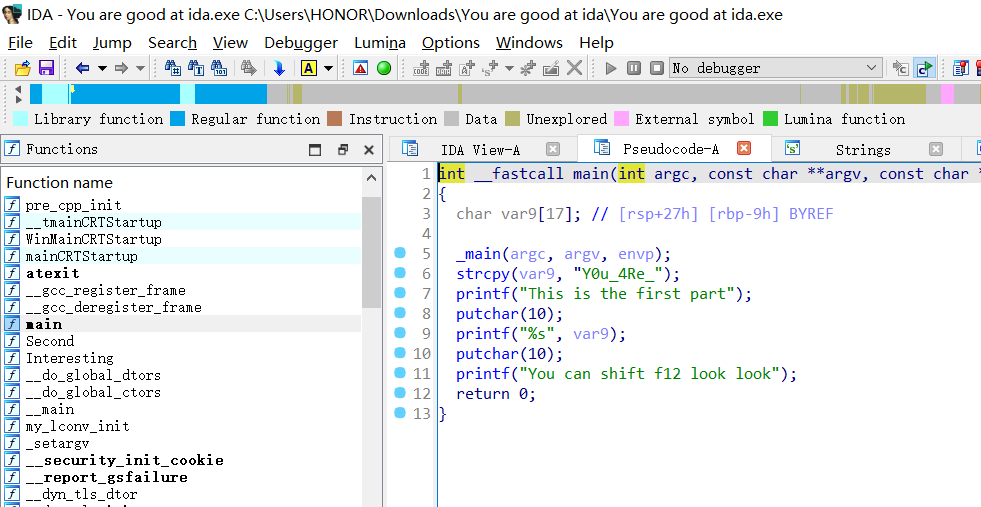 IDA - You are good at ida.exe C:\Users\HONOR\Downloads\You are good at ida\You are good at ida.exe
File Edit Jump Search View Debugger Lumina Options Windows Help
No debugger
Library function Regular function Instruction Data Unexplored External symbol Lumina function
Functions
IDA View-A Pseudocode-A Strings
Function name
pre_cpp_init
__tmainCRTStartup
WinMainCRTStartup
mainCRTStartup
atexit
__gcc_register_frame
__gcc_deregister_frame
main
Second
Interesting
__do_global_dtors
__do_global_ctors
__main
my_lconv_init
_setargv
__security_init_cookie
__report_gsfailure
__dyn_tls_dtor
1 int __fastcall main(int argc, const char **argv, const char *
2 {
3 char var9[17]; // [rsp+27h] [rbp-9h] BYREF
4
5 _main(argc, argv, envp);
6 strcpy(var9, "Y0u_4Re_");
7 printf("This is the first part");
8 putchar(10);
9 printf("%s", var9);
10 putchar(10);
11 printf("You can shift f12 look look");
12 return 0;
13 }